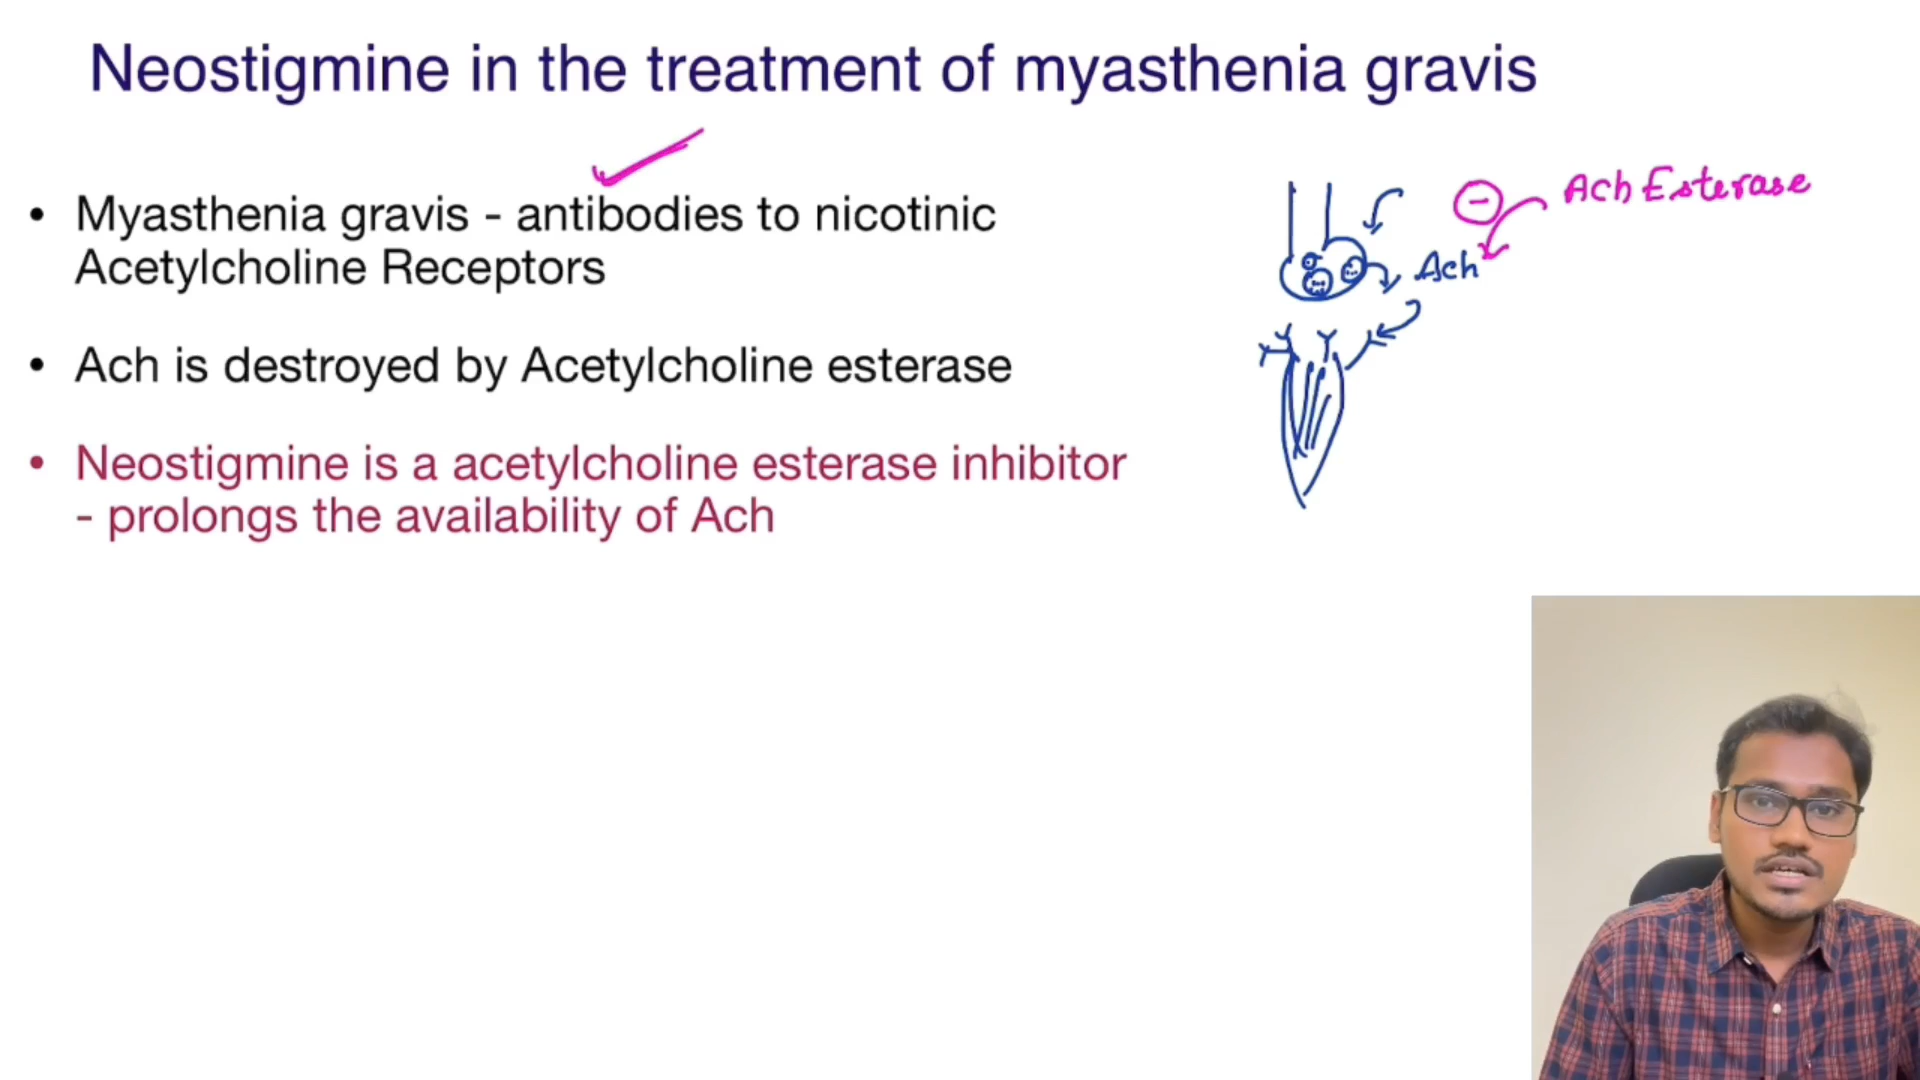 Neostigmine in the treatment of myasthenia gravis
• Myasthenia gravis - antibodies to nicotinic
Acetylcholine Receptors
• Ach is destroyed by Acetylcholine esterase
• Neostigmine is a acetylcholine esterase inhibitor
- prolongs the availability of Ach
Ach Esterase
Ach